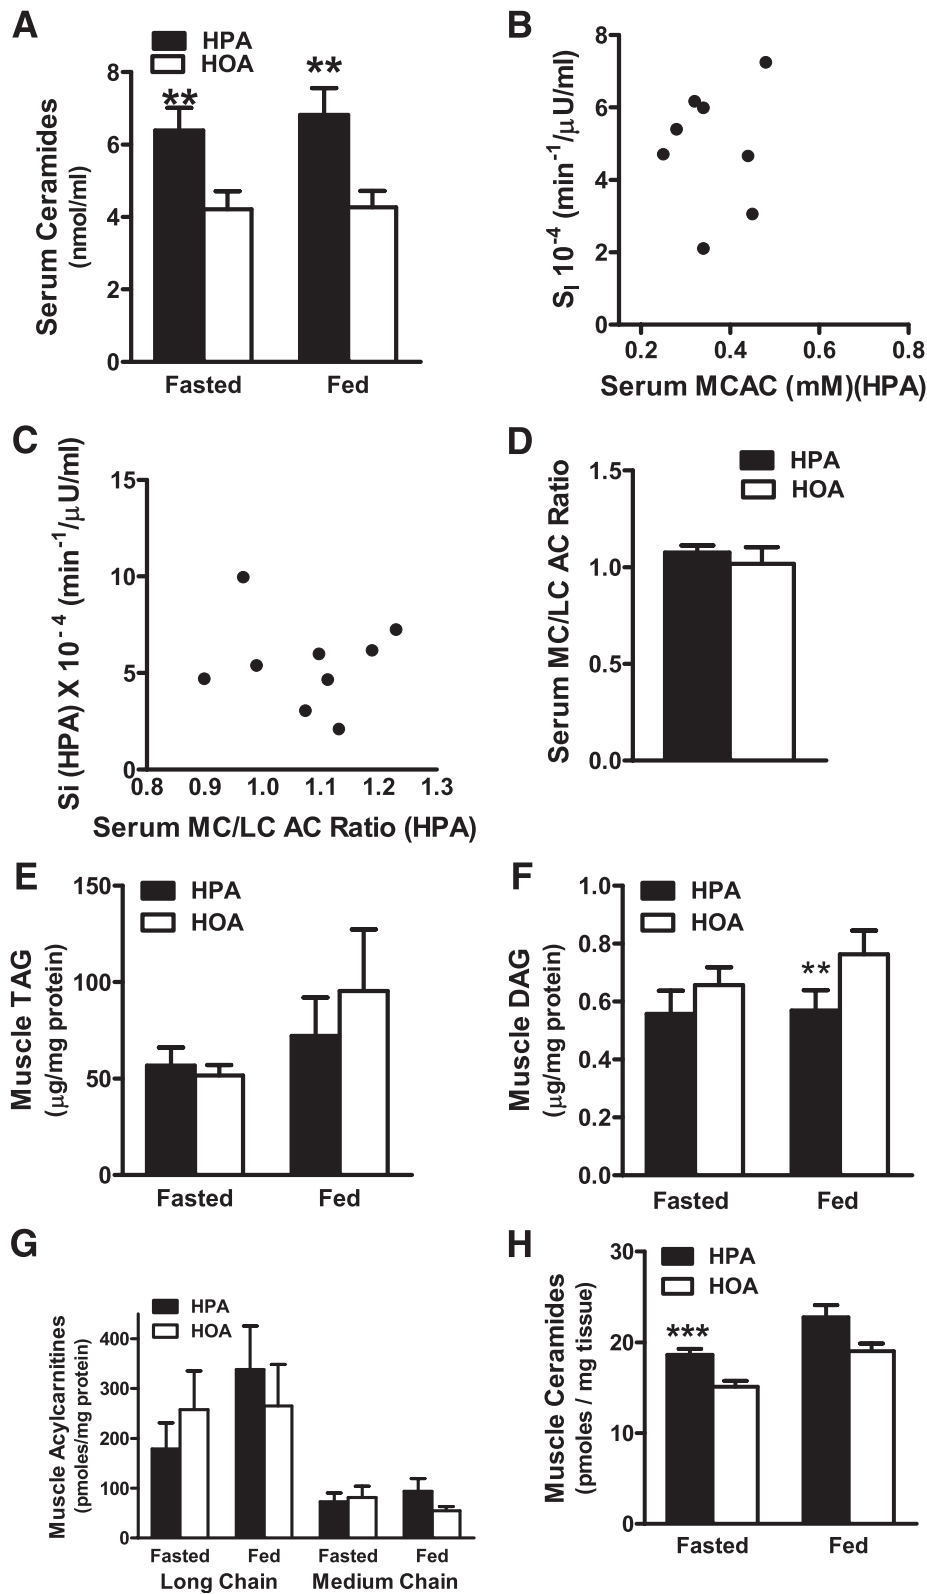 A
HPA
HOA
Serum Ceramides
(nmol/ml)
8
6
4
2
0
**
**
Fasted
Fed
B
S_I 10^-4 (min^-1/μU/ml)
8
6
4
2
0
0.2
0.4
0.6
0.8
Serum MCAC (mM)(HPA)
C
Si (HPA) X 10^-4 (min^-1/μU/ml)
15
10
5
0
0.8
0.9
1.0
1.1
1.2
1.3
Serum MC/LC AC Ratio (HPA)
D
HPA
HOA
Serum MC/LC AC Ratio
1.5
1.0
0.5
0.0
E
HPA
HOA
Muscle TAG
(μg/mg protein)
150
100
50
0
Fasted
Fed
F
HPA
HOA
Muscle DAG
(μg/mg protein)
1.0
0.8
0.6
0.4
0.2
0.0
**
Fasted
Fed
G
HPA
HOA
Muscle Acylcarnitines
(pmoles/mg protein)
400
300
200
100
0
Fasted
Fed
Fasted
Fed
Long Chain
Medium Chain
H
HPA
HOA
Muscle Ceramides
(pmoles / mg tissue)
30
20
10
0
***
Fasted
Fed